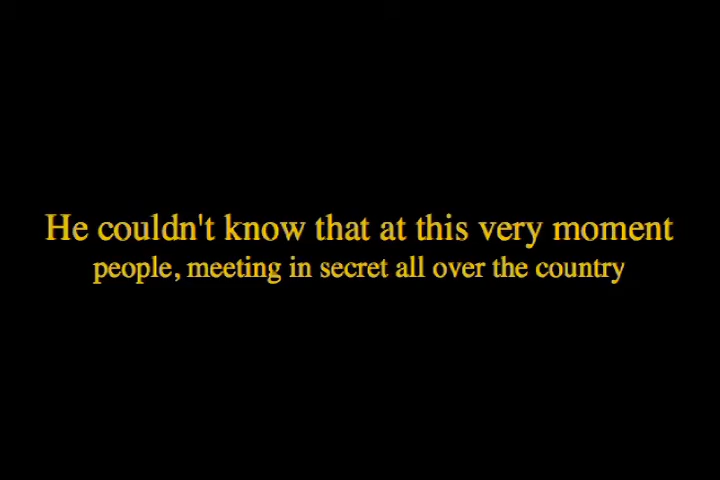 He couldn't know that at this very moment
people, meeting in secret all over the country